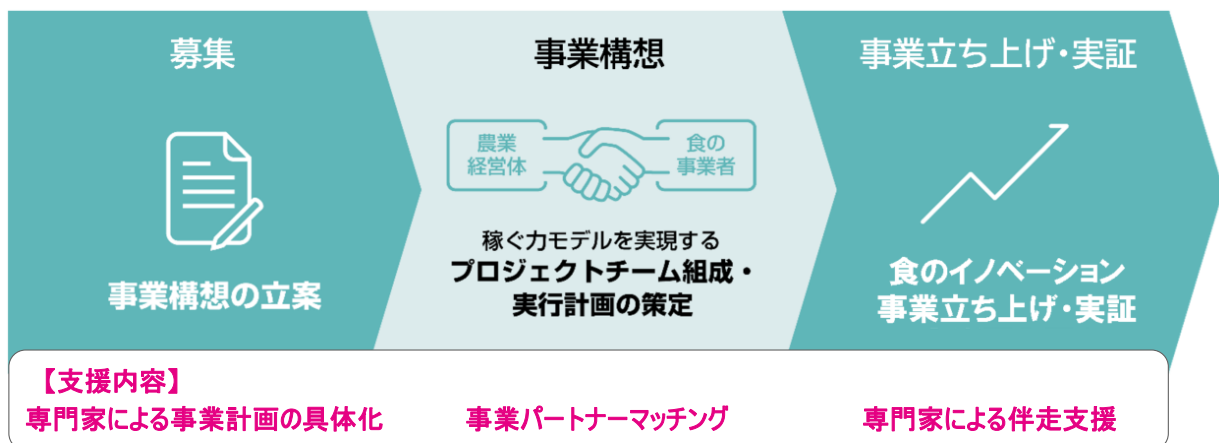 募集
事業構想の立案
事業構想
農業
経営体
食の
事業者
稼ぐ力モデルを実現する
プロジェクトチーム組成・
実行計画の策定
事業立ち上げ・実証
食のイノベーション
事業立ち上げ・実証
【支援内容】
専門家による事業計画の具体化
事業パートナーマッチング
専門家による伴走支援